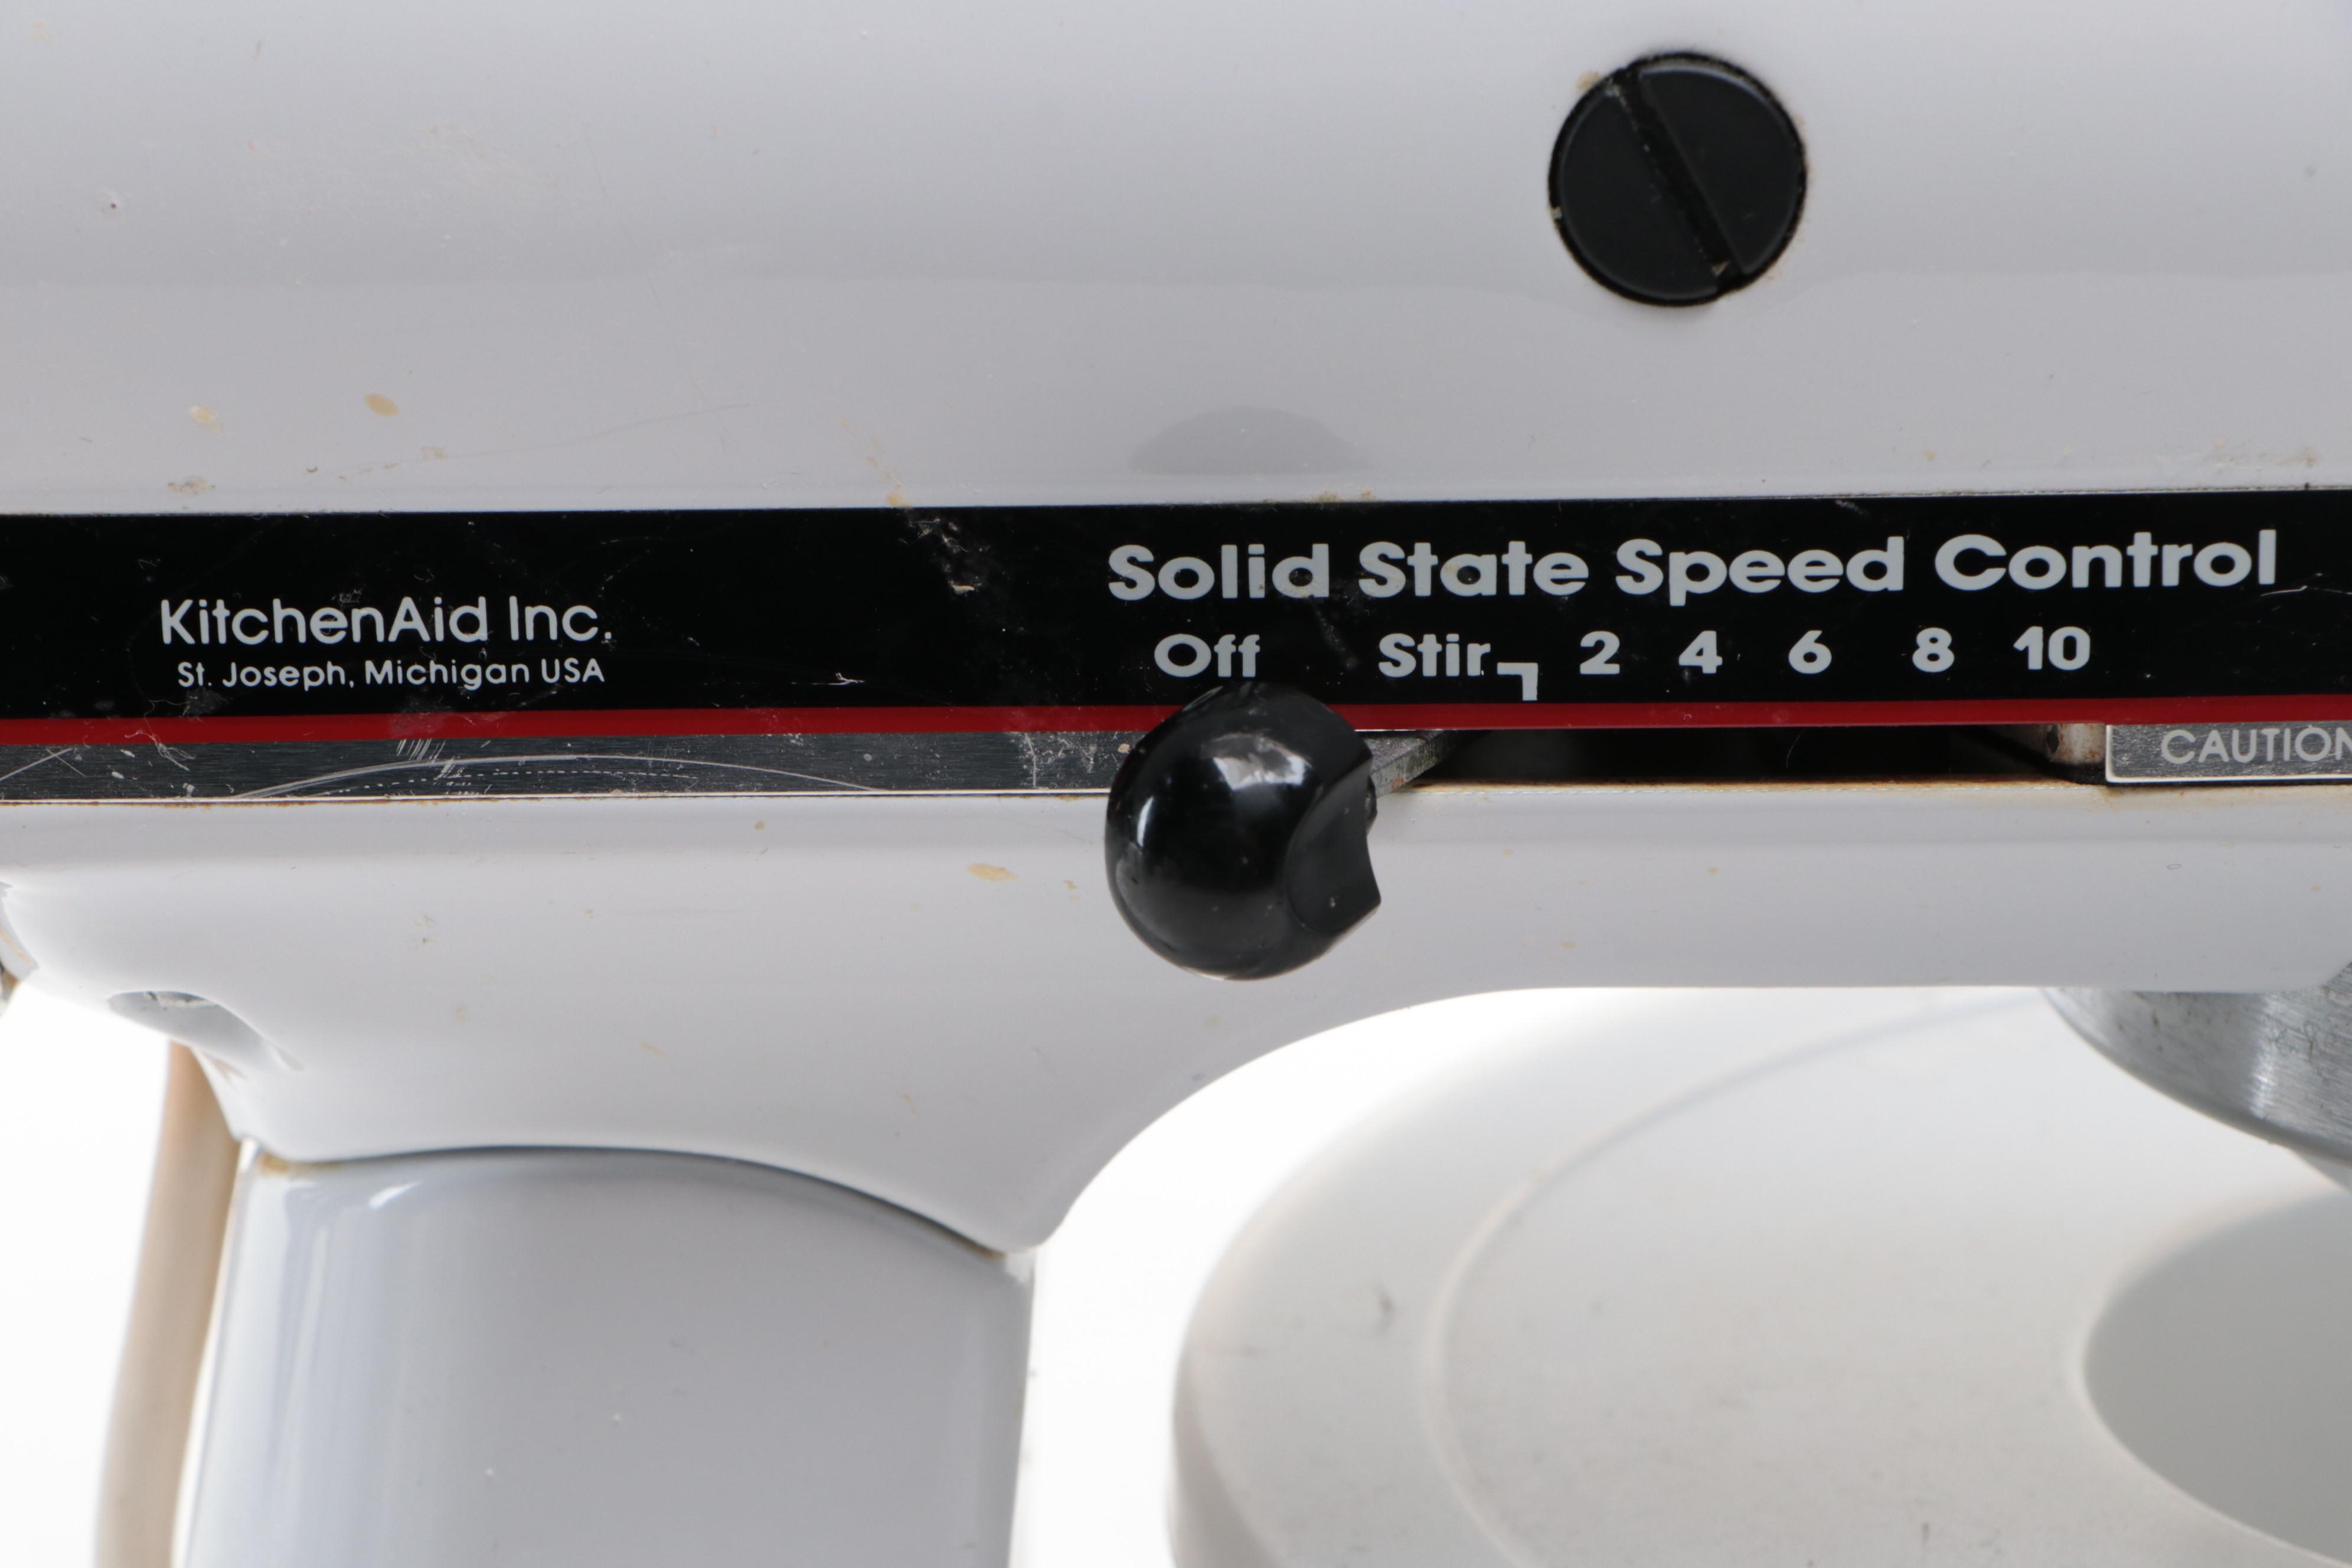 Solid State Speed Control
KitchenAid Inc.
St. Joseph, Michigan USA
Off Stir 2 4 6 8 10
CAUTION